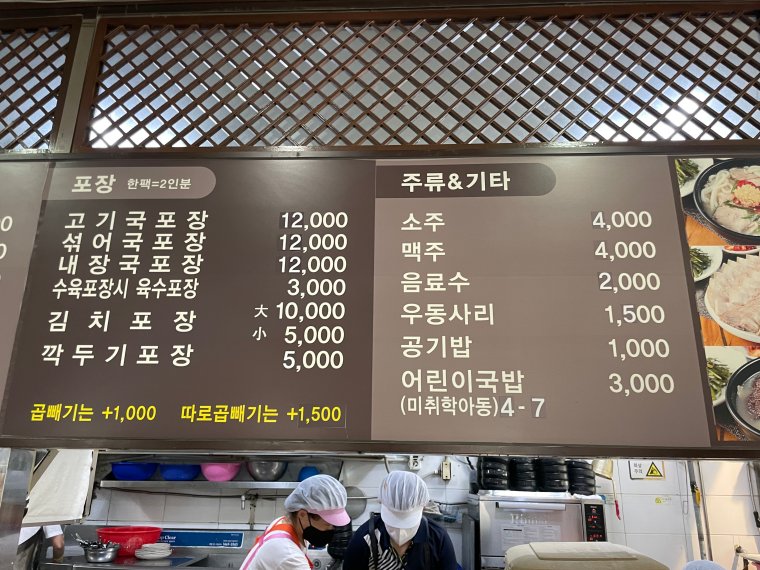 포장 한팩=2인분
고기국포장 12,000
섞어국포장 12,000
내장국포장 12,000
수육포장시 육수포장 3,000
김치포장 大 10,000
小 5,000
깍두기포장 5,000
곱빼기는 +1,000 따로곱빼기는 +1,500
주류&기타
소주 4,000
맥주 4,000
음료수 2,000
우동사리 1,500
공기밥 1,000
어린이국밥 3,000
(미취학아동) 4-7